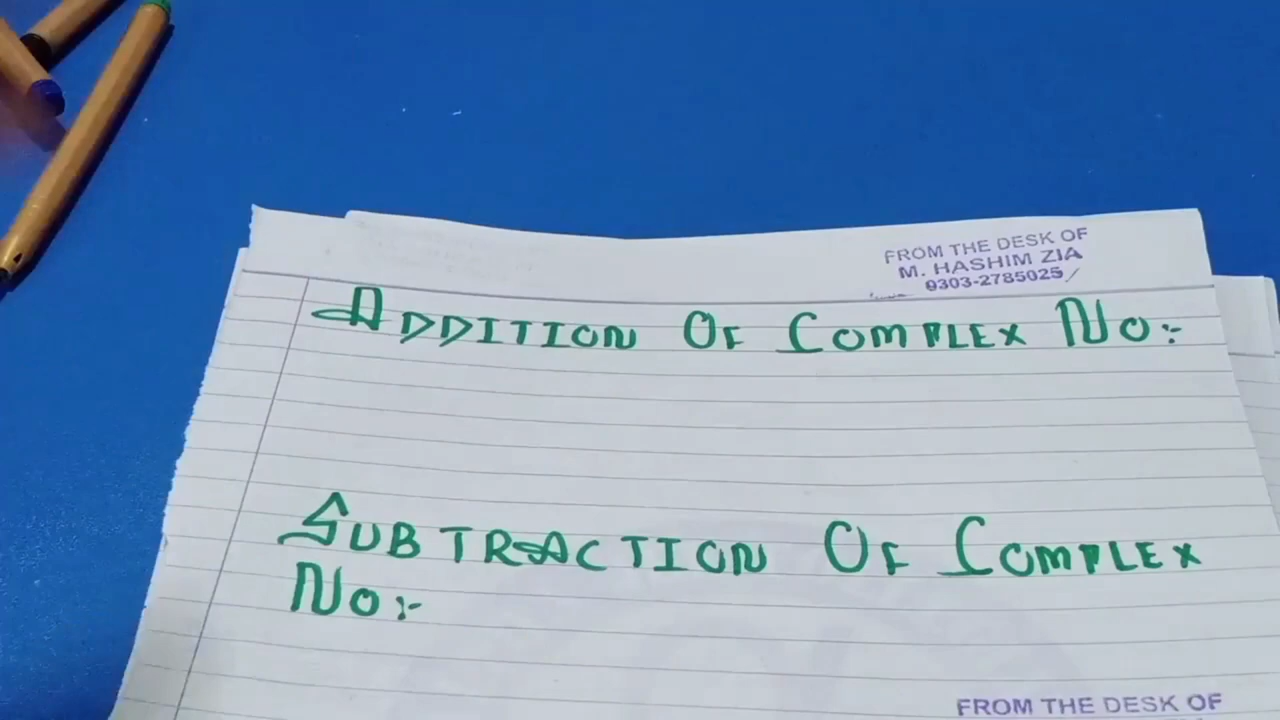 FROM THE DESK OF
M. HASHIM ZIA
0303-2785025
ADDITION OF COMPLEX NO:-
SUBTRACTION OF COMPLEX
NO:-
FROM THE DESK OF